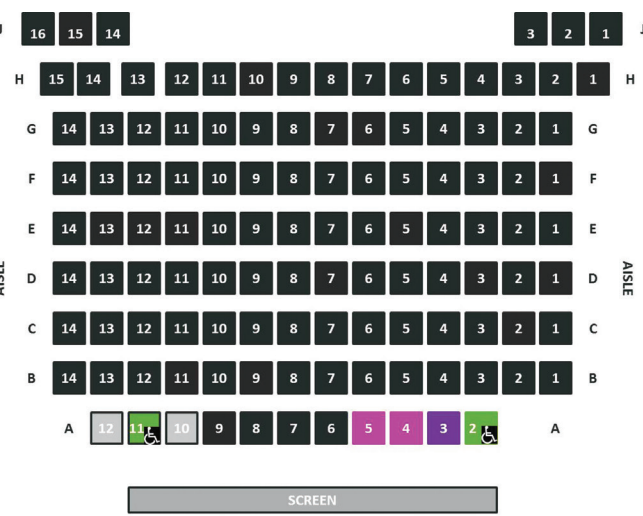 J 16 15 14 3 2 1 J
H 15 14 13 12 11 10 9 8 7 6 5 4 3 2 1 H
G 14 13 12 11 10 9 8 7 6 5 4 3 2 1 G
F 14 13 12 11 10 9 8 7 6 5 4 3 2 1 F
E 14 13 12 11 10 9 8 7 6 5 4 3 2 1 E
AISLE D 14 13 12 11 10 9 8 7 6 5 4 3 2 1 D AISLE
C 14 13 12 11 10 9 8 7 6 5 4 3 2 1 C
B 14 13 12 11 10 9 8 7 6 5 4 3 2 1 B
A 12 11 10 9 8 7 6 5 4 3 2 A
SCREEN